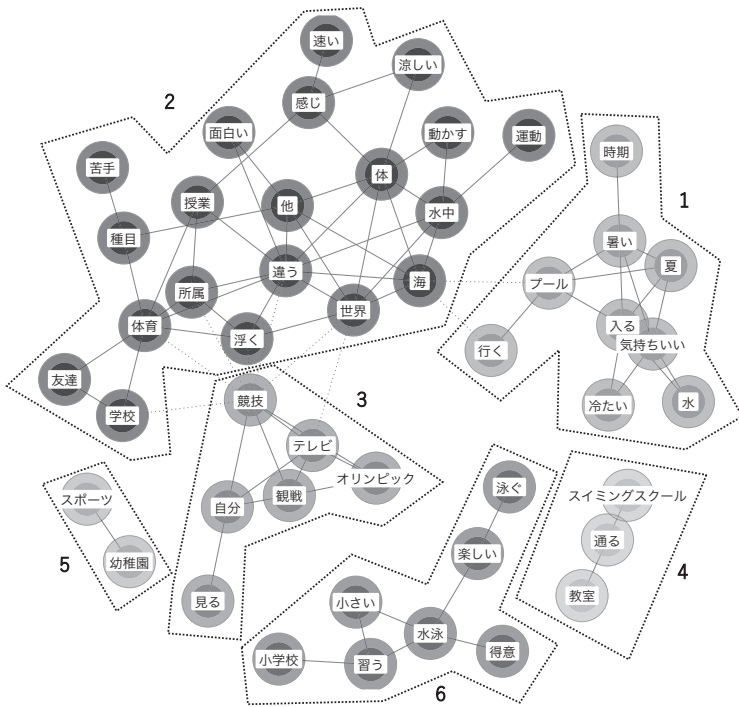 速い
涼しい
感じ
2
面白い
動かす
運動
時期
苦手
体
授業
他
水中
1
種目
暑い
夏
違う
海
プール
所属
世界
体育
浮く
入る
気持ちいい
行く
友達
学校
競技
3
冷たい
水
テレビ
オリンピック
スポーツ
自分
観戦
泳ぐ
スイミングスクール
通る
楽しい
5
幼稚園
4
教室
見る
小さい
水泳
得意
小学校
習う
6